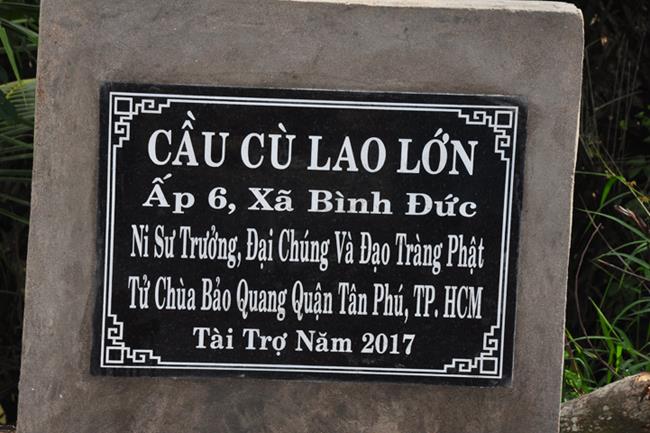 CẦU CÙ LAO LỚN
Ấp 6, Xã Bình Đức
Ni Sư Trưởng, Đại Chúng Và Đạo Tràng Phật
Tử Chùa Bảo Quang Quận Tân Phú, TP. HCM
Tài Trợ Năm 2017